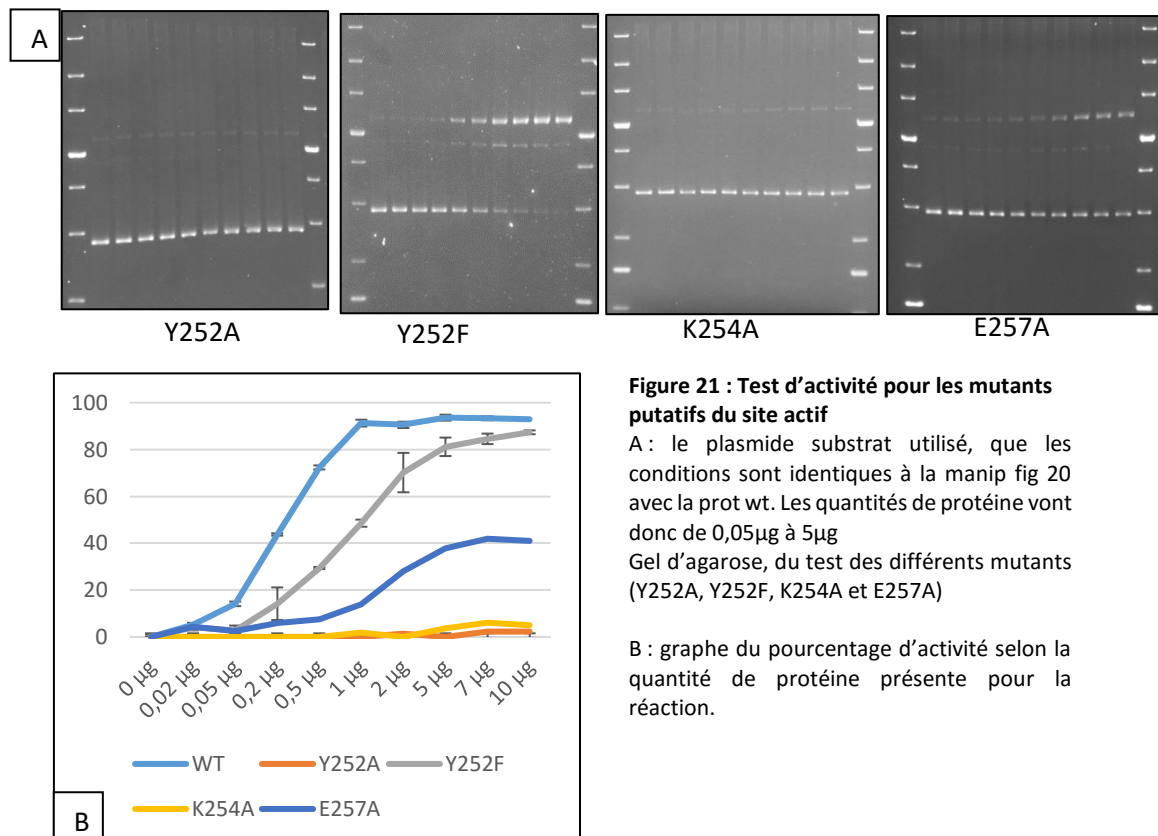 A
Y252A
Y252F
K254A
E257A
100
80
60
40
20
0
0 µg
0,02 µg
0,05 µg
0,2 µg
0,5 µg
1 µg
2 µg
5 µg
7 µg
10 µg
WT
Y252A
Y252F
K254A
E257A
B
Figure 21 : Test d’activité pour les mutants
putatifs du site actif
A : le plasmide substrat utilisé, que les
conditions sont identiques à la manip fig 20
avec la prot wt. Les quantités de protéine vont
donc de 0,05µg à 5µg
Gel d’agarose, du test des différents mutants
(Y252A, Y252F, K254A et E257A)
B : graphe du pourcentage d’activité selon la
quantité de protéine présente pour la
réaction.